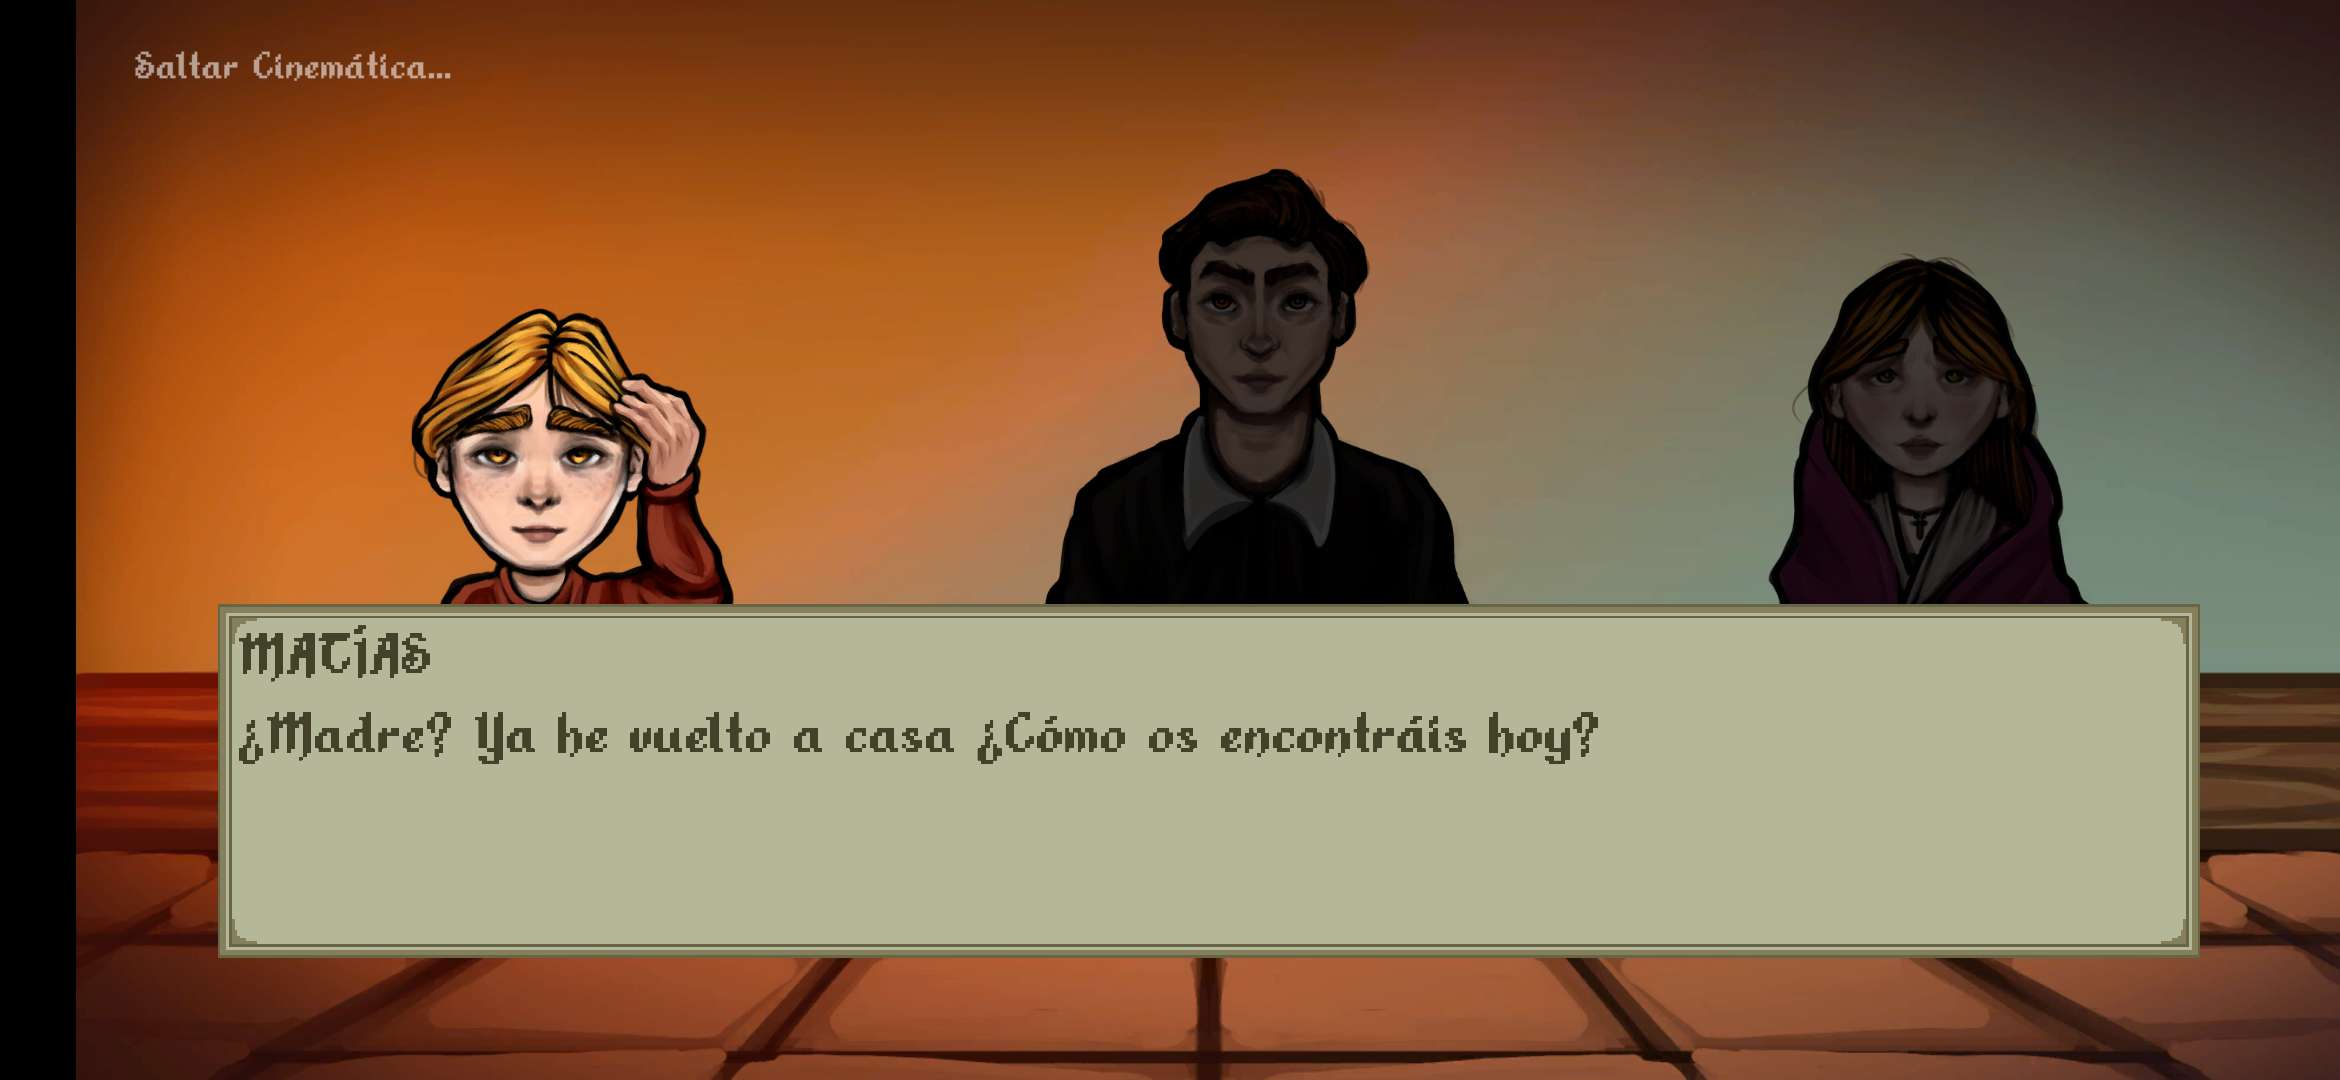 Saltar Cinemática...
MATÍAS
¿Madre? Ya he vuelto a casa ¿Cómo os encontráis hoy?